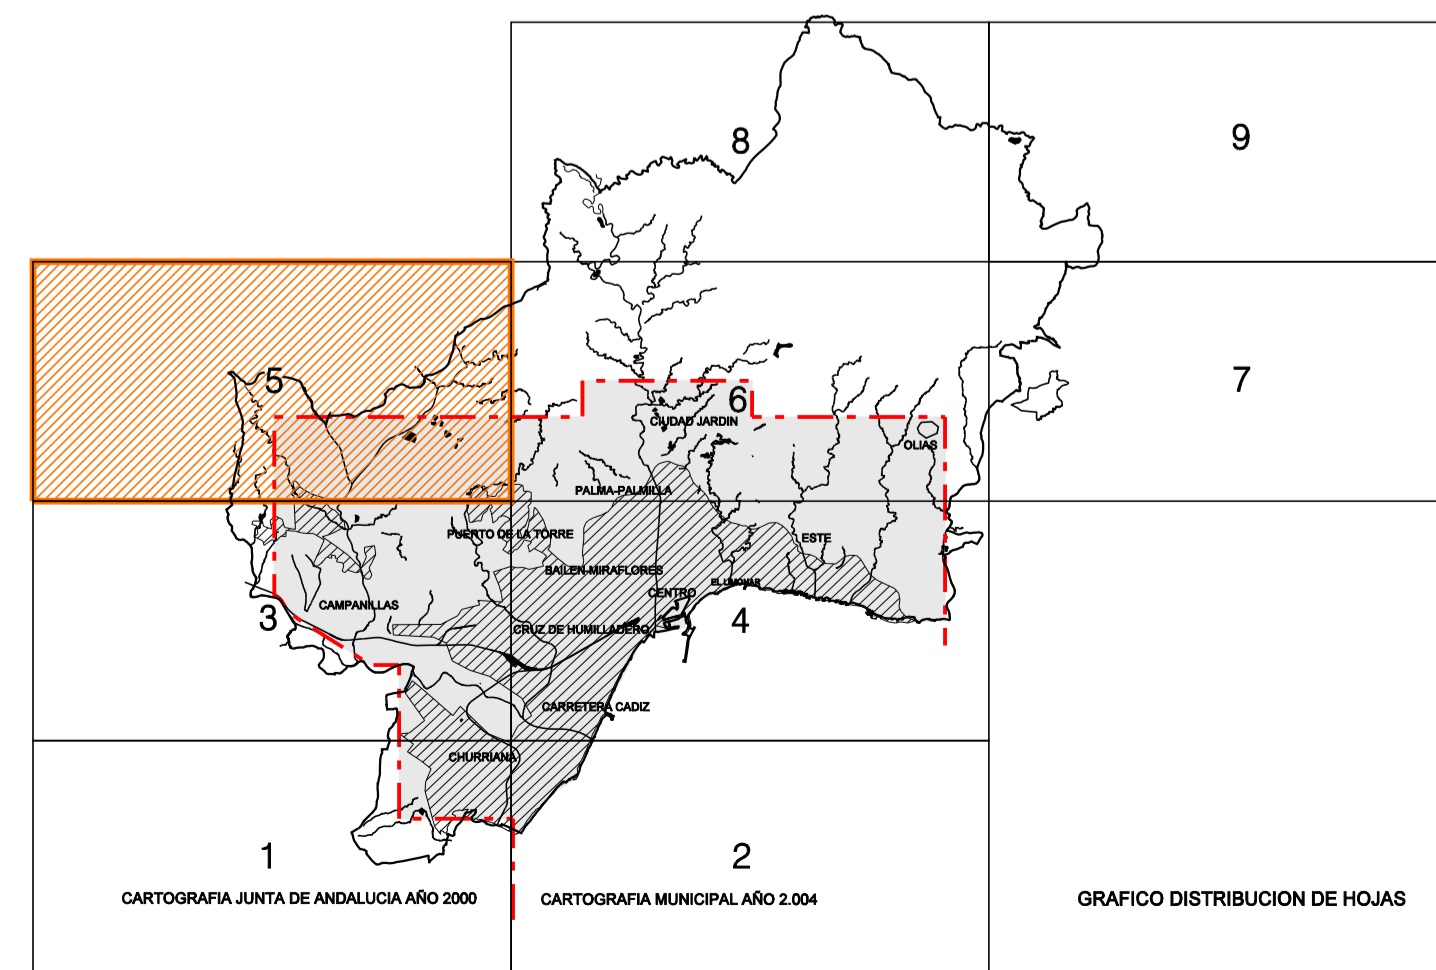 8
9
5
6
7
CIUDAD JARDIN
OLIAS
PALMA-PALMILLA
PUERTO DE LA TORRE
ESTE
BAILEN-MIRAFLORES
EL LIMONAR
CENTRO
CAMPANILLAS
3
4
CRUZ DE HUMILLADERO
CARRETERA CADIZ
CHURRIANA
1
2
CARTOGRAFIA JUNTA DE ANDALUCIA AÑO 2000
CARTOGRAFIA MUNICIPAL AÑO 2.004
GRAFICO DISTRIBUCION DE HOJAS